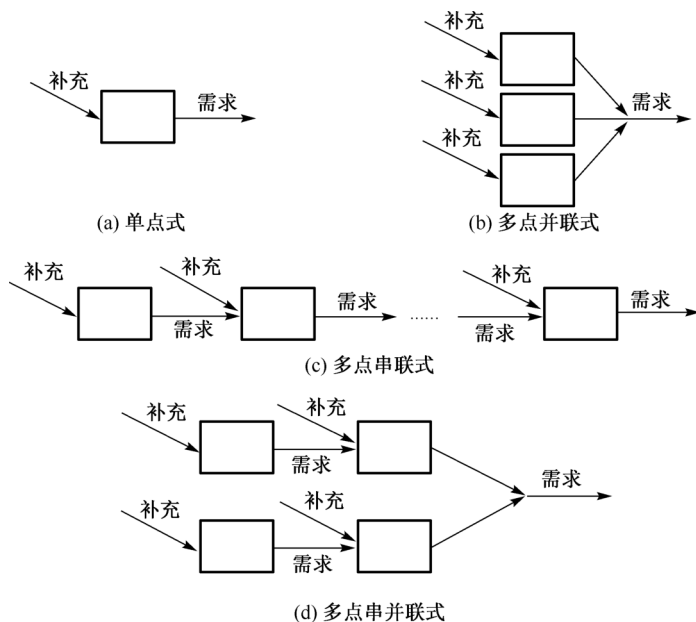 补充
需求
(a) 单点式
补充
补充
补充
需求
(b) 多点并联式
补充
补充
需求
需求
……
补充
需求
需求
(c) 多点串联式
补充
补充
需求
补充
补充
需求
需求
(d) 多点串并联式